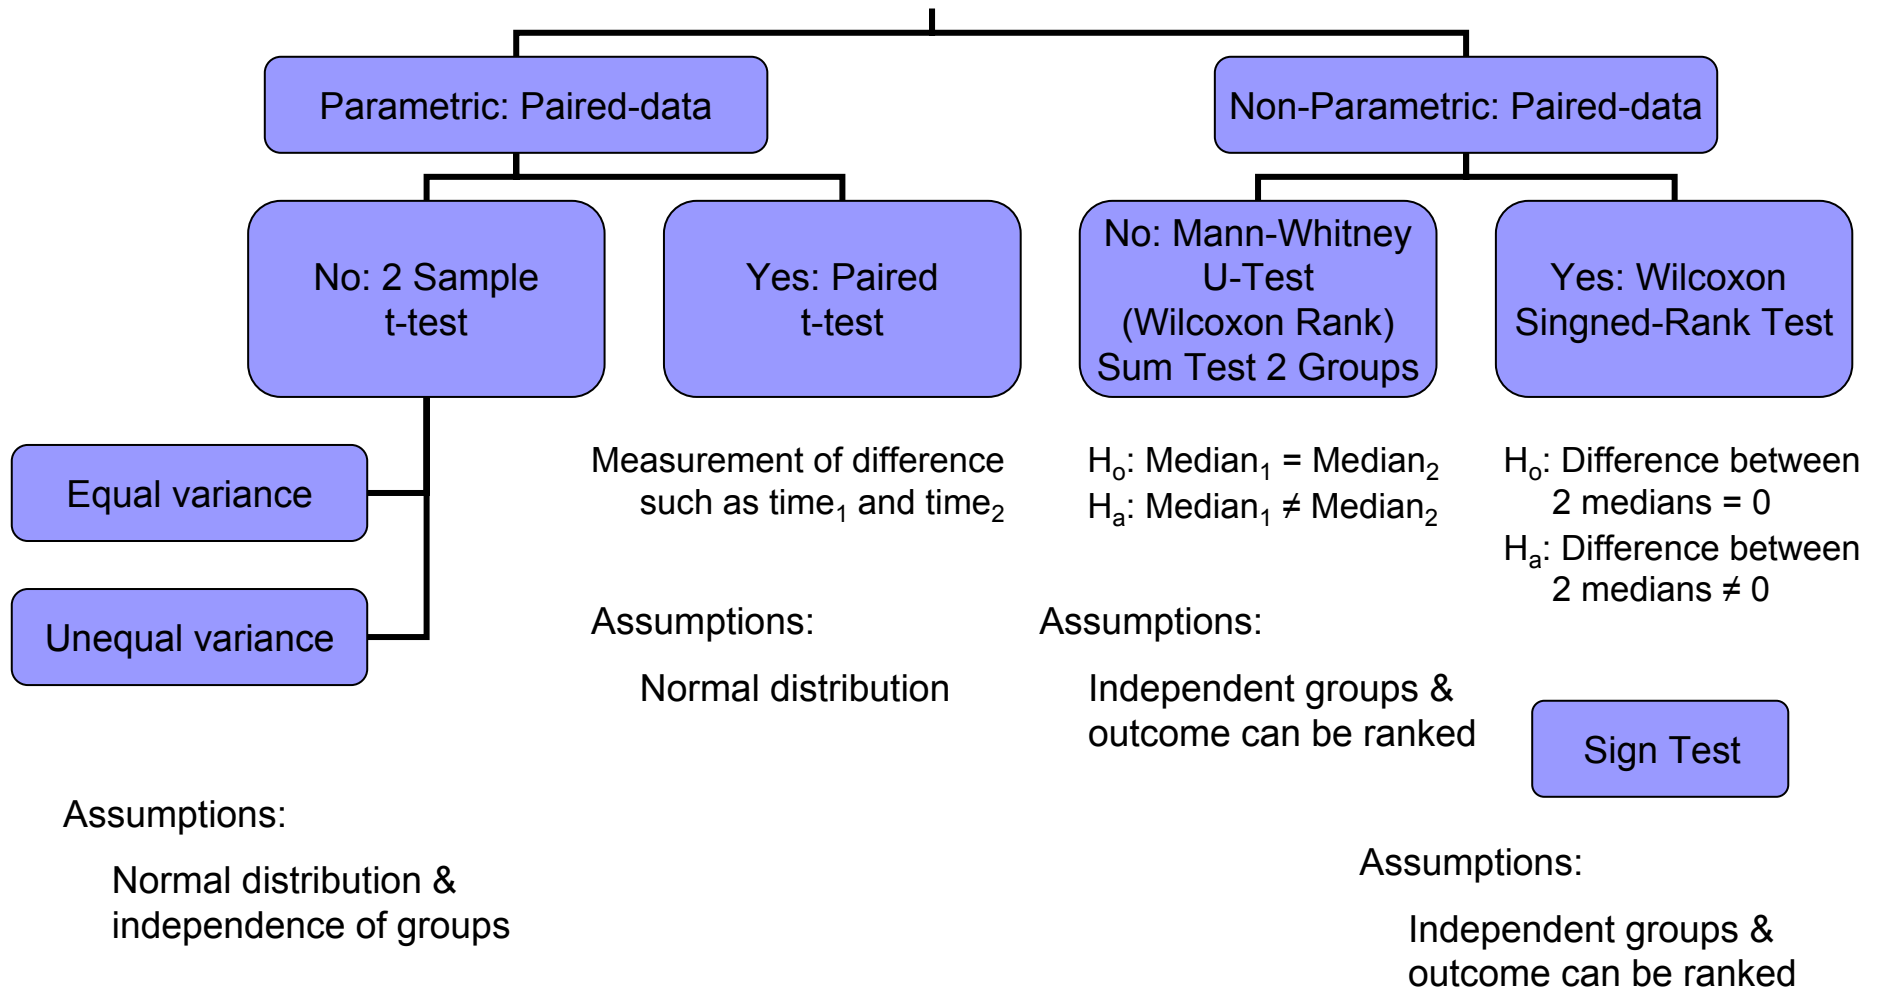 Parametric: Paired-data
Non-Parametric: Paired-data
No: 2 Sample
t-test
Yes: Paired
t-test
No: Mann-Whitney
U-Test
(Wilcoxon Rank)
Sum Test 2 Groups
Yes: Wilcoxon
Singned-Rank Test
Equal variance
Unequal variance
Assumptions:
Normal distribution &
independence of groups
Measurement of difference
such as time₁ and time₂
Assumptions:
Normal distribution
Hₒ: Median₁ = Median₂
Hₐ: Median₁ ≠ Median₂
Assumptions:
Independent groups &
outcome can be ranked
Hₒ: Difference between
2 medians = 0
Hₐ: Difference between
2 medians ≠ 0
Sign Test
Assumptions:
Independent groups &
outcome can be ranked